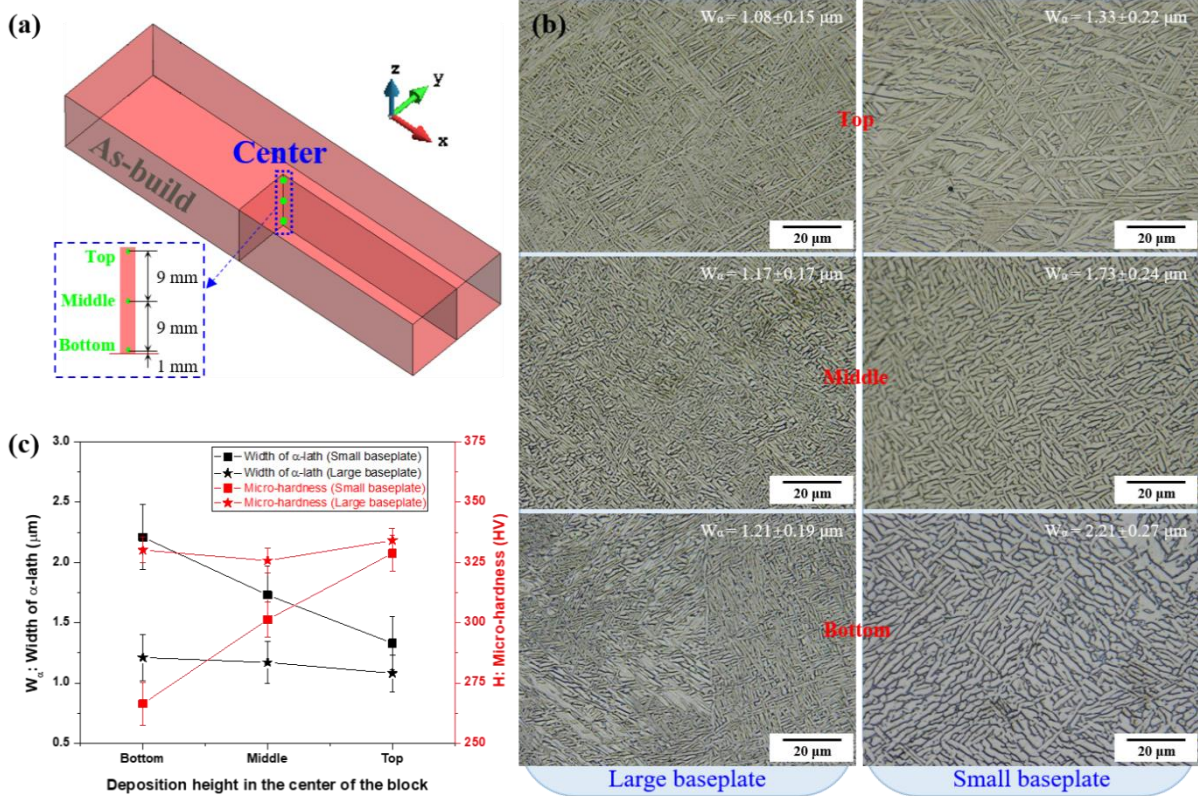 (a)
z
y
x
Center
As-build
Top
9 mm
Middle
9 mm
Bottom
1 mm
(b)
Wα = 1.08±0.15 μm
Wα = 1.33±0.22 μm
Top
20 μm
20 μm
Wα = 1.17±0.17 μm
Wα = 1.73±0.24 μm
Middle
20 μm
20 μm
Wα = 1.21±0.19 μm
Wα = 2.21±0.27 μm
Bottom
20 μm
20 μm
Large baseplate
Small baseplate
(c)
Width of α-lath (Small baseplate)
Width of α-lath (Large baseplate)
Micro-hardness (Small baseplate)
Micro-hardness (Large baseplate)
3.0
2.5
2.0
1.5
1.0
0.5
Wα: Width of α-lath (μm)
375
350
325
300
275
250
H: Micro-hardness (HV)
Bottom
Middle
Top
Deposition height in the center of the block